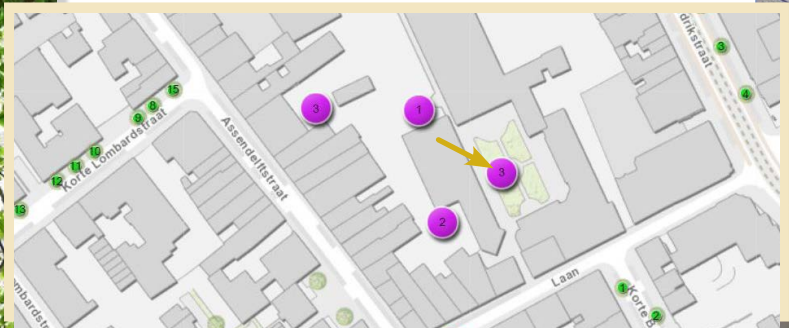 drikstraat
3
4
15
8
9
10
11
12
13
Korte Lombardstraat
Assendelftstraat
3
1
3
2
Laan
1
2
Korte B
ombardstr